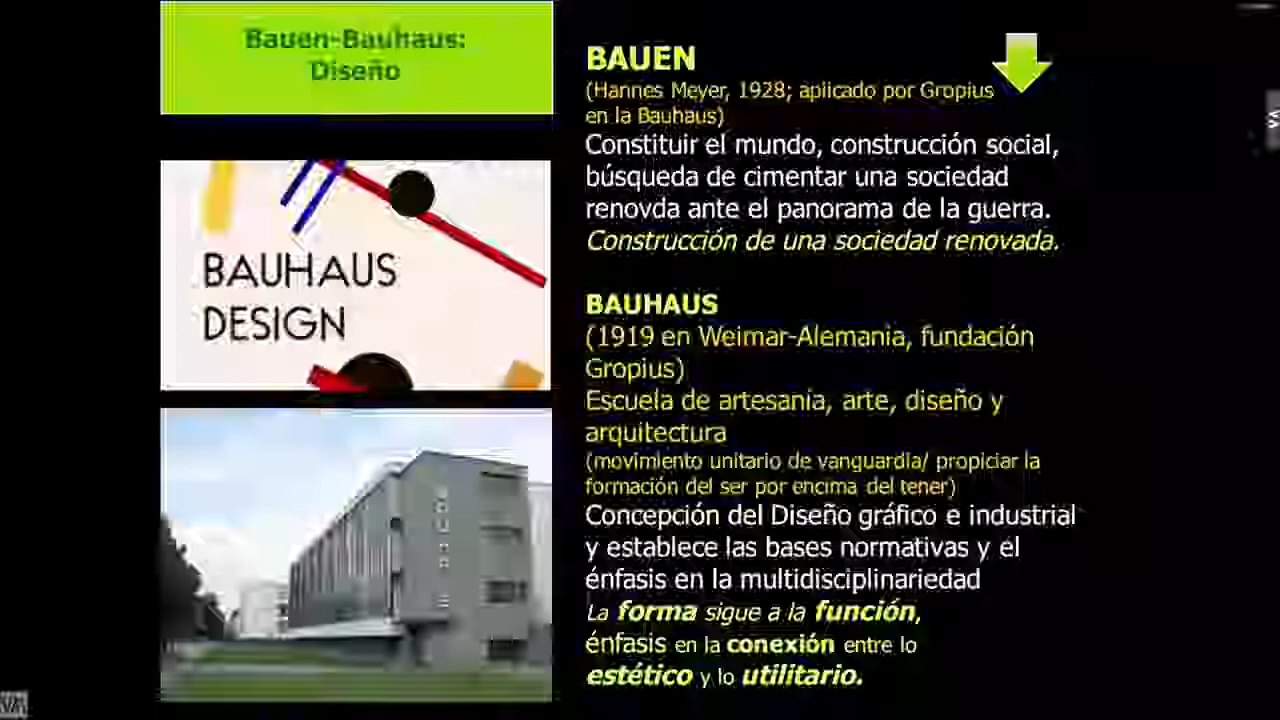 Bauen-Bauhaus:
Diseño
BAUHAUS
DESIGN
BAUEN
(Hannes Meyer, 1928; aplicado por Gropius
en la Bauhaus)
Constituir el mundo, construcción social,
búsqueda de cimentar una sociedad
renovda ante el panorama de la guerra.
Construcción de una sociedad renovada.
BAUHAUS
(1919 en Weimar-Alemania, fundación
Gropius)
Escuela de artesania, arte, diseño y
arquitectura
(movimiento unitario de vanguardia/ propiciar la
formación del ser por encima del tener)
Concepción del Diseño gráfico e industrial
y establece las bases normativas y el
énfasis en la multidisciplinariedad
La forma sigue a la función,
énfasis en la conexión entre lo
estético y lo utilitario.